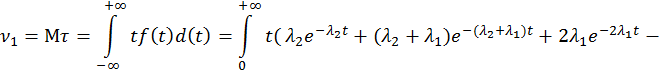 ν₁ = Mτ = ∫_{−∞}^{+∞} tf(t)d(t) = ∫_{0}^{+∞} t( λ₂e^{−λ₂t} + (λ₂ + λ₁)e^{−(λ₂+λ₁)t} + 2λ₁e^{−2λ₁t} −